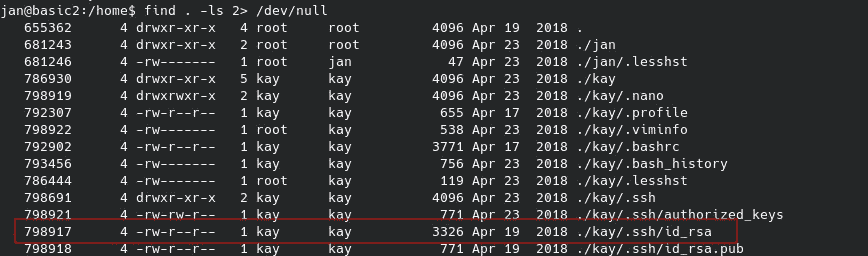 jan@basic2:/home$ find . -ls 2> /dev/null
655362 4 drwxr-xr-x 4 root root 4096 Apr 19 2018 .
681243 4 drwxr-xr-x 2 root root 4096 Apr 23 2018 ./jan
681246 4 -rw------- 1 root jan 47 Apr 23 2018 ./jan/.lesshst
786930 4 drwxr-xr-x 5 kay kay 4096 Apr 23 2018 ./kay
798919 4 drwxrwxr-x 2 kay kay 4096 Apr 23 2018 ./kay/.nano
792307 4 -rw-r--r-- 1 kay kay 655 Apr 17 2018 ./kay/.profile
798922 4 -rw------- 1 root kay 538 Apr 23 2018 ./kay/.viminfo
792902 4 -rw-r--r-- 1 kay kay 3771 Apr 17 2018 ./kay/.bashrc
793456 4 -rw------- 1 kay kay 756 Apr 23 2018 ./kay/.bash_history
786444 4 -rw------- 1 root kay 119 Apr 23 2018 ./kay/.lesshst
798691 4 drwxr-xr-x 2 kay kay 4096 Apr 23 2018 ./kay/.ssh
798921 4 -rw-rw-r-- 1 kay kay 771 Apr 23 2018 ./kay/.ssh/authorized_keys
798917 4 -rw-r--r-- 1 kay kay 3326 Apr 19 2018 ./kay/.ssh/id_rsa
798918 4 -rw-r--r-- 1 kay kay 771 Apr 19 2018 ./kay/.ssh/id_rsa.pub